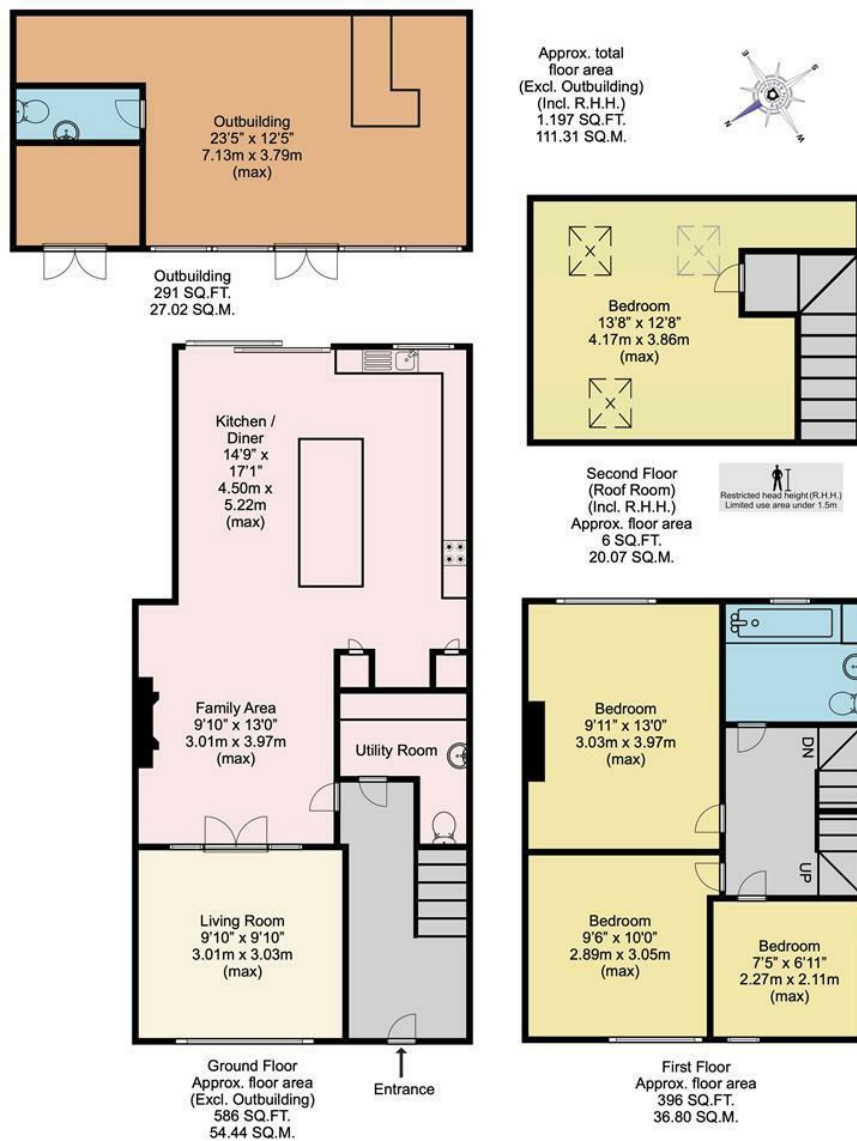 Outbuilding
23'5" x 12'5"
7.13m x 3.79m
(max)
Outbuilding
291 SQ.FT.
27.02 SQ.M.
Approx. total
floor area
(Excl. Outbuilding)
(Incl. R.H.H.)
1.197 SQ.FT.
111.31 SQ.M.
E
S
N
W
Bedroom
13'8" x 12'8"
4.17m x 3.86m
(max)
Second Floor
(Roof Room)
(Incl. R.H.H.)
Approx. floor area
6 SQ.FT.
20.07 SQ.M.
Restricted head height (R.H.H.)
Limited use area under 1.5m
Kitchen /
Diner
14'9" x
17'1"
4.50m x
5.22m
(max)
Family Area
9'10" x 13'0"
3.01m x 3.97m
(max)
Utility Room
Living Room
9'10" x 9'10"
3.01m x 3.03m
(max)
Ground Floor
Approx. floor area
(Excl. Outbuilding)
586 SQ.FT.
54.44 SQ.M.
Entrance
Bedroom
9'11" x 13'0"
3.03m x 3.97m
(max)
DN
UP
Bedroom
9'6" x 10'0"
2.89m x 3.05m
(max)
Bedroom
7'5" x 6'11"
2.27m x 2.11m
(max)
First Floor
Approx. floor area
396 SQ.FT.
36.80 SQ.M.